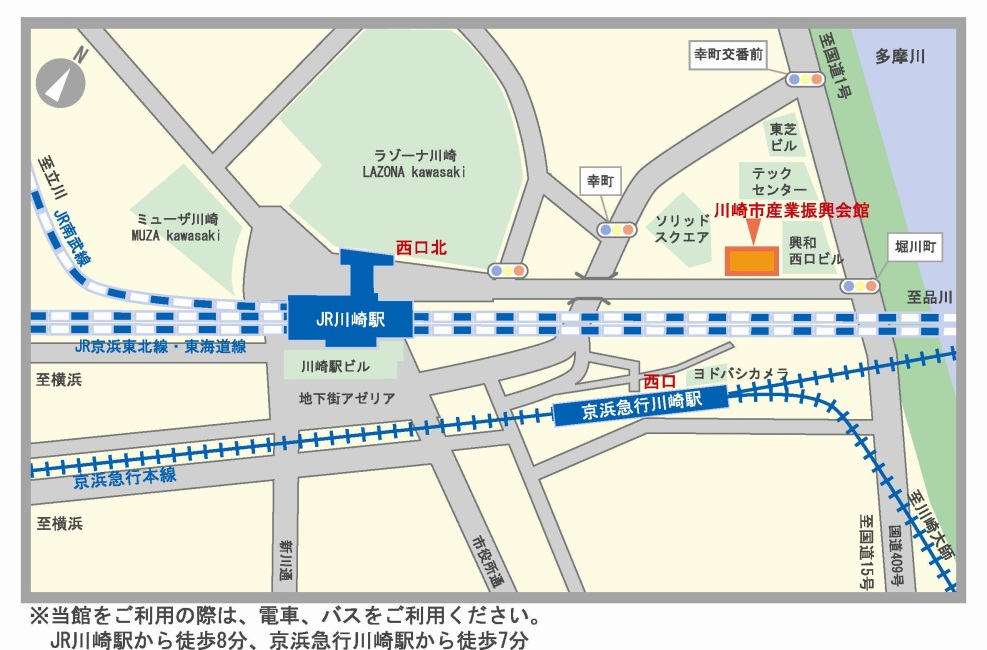 N
幸町交番前
至国道1号
多摩川
東芝
ビル
ラゾーナ川崎
LAZONA kawasaki
至立川
JR南武線
幸町
テック
センター
川崎市産業振興会館
ミューザ川崎
MUZA kawasaki
ソリッド
スクエア
西口北
興和
西口ビル
堀川町
至品川
JR川崎駅
JR京浜東北線・東海道線
川崎駅ビル
至横浜
西口
ヨドバシカメラ
地下街アゼリア
京浜急行川崎駅
京浜急行本線
至横浜
新川通
市役所通
至国道15号
国道409号
至川崎大師
※当館をご利用の際は、電車、バスをご利用ください。
JR川崎駅から徒歩8分、京浜急行川崎駅から徒歩7分